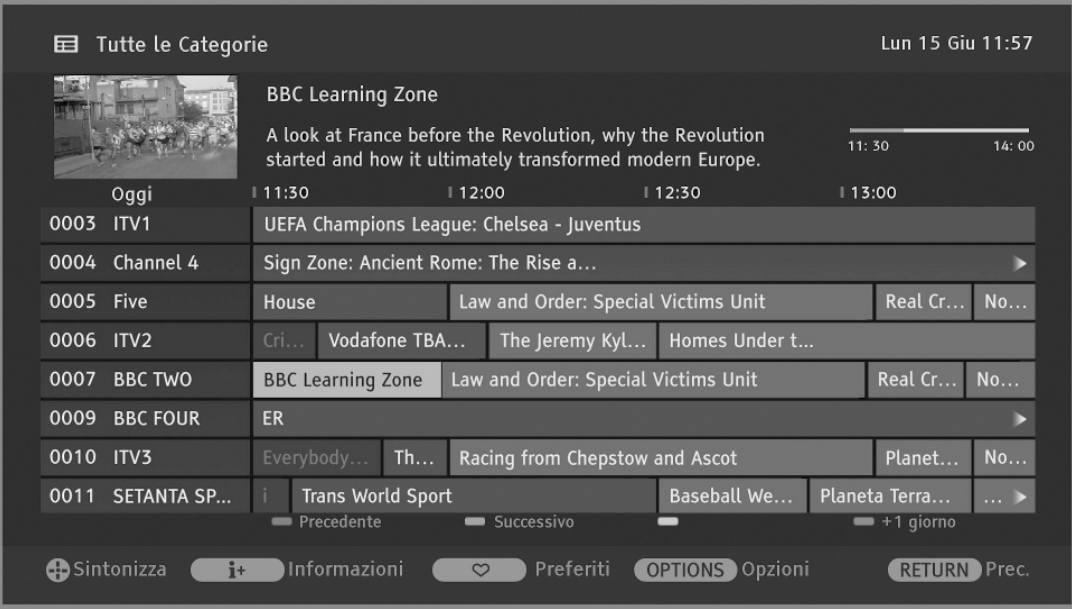 Tutte le Categorie Lun 15 Giu 11:57
BBC Learning Zone
A look at France before the Revolution, why the Revolution
started and how it ultimately transformed modern Europe.
11: 30 14: 00
Oggi 11:30 12:00 12:30 13:00
0003 ITV1 UEFA Champions League: Chelsea - Juventus
0004 Channel 4 Sign Zone: Ancient Rome: The Rise a...
0005 Five House Law and Order: Special Victims Unit Real Cr... No...
0006 ITV2 Cri... Vodafone TBA... The Jeremy Kyl... Homes Under t...
0007 BBC TWO BBC Learning Zone Law and Order: Special Victims Unit Real Cr... No...
0009 BBC FOUR ER
0010 ITV3 Everybody... Th... Racing from Chepstow and Ascot Planet... No...
0011 SETANTA SP... i Trans World Sport Baseball We... Planeta Terra... ...
Precedente Successivo +1 giorno
Sintonizza i+ Informazioni Preferiti OPTIONS Opzioni RETURN Prec.